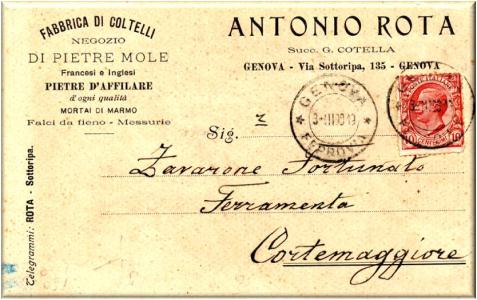 FABBRICA DI COLTELLI
NEGOZIO
DI PIETRE MOLE
Francesi e Inglesi
PIETRE D'AFFILARE
d'ogni qualità
MORTAI DI MARMO
Falci da fieno - Messurie
ANTONIO ROTA
Succ. G. COTELLA
GENOVA - Via Sottoripa, 135 - GENOVA
GENOVA
FERROVIA
Sig.
Zavarone Fortunato
Ferramenta
Cortemaggiore
Telegrammi: ROTA - Sottoripa.